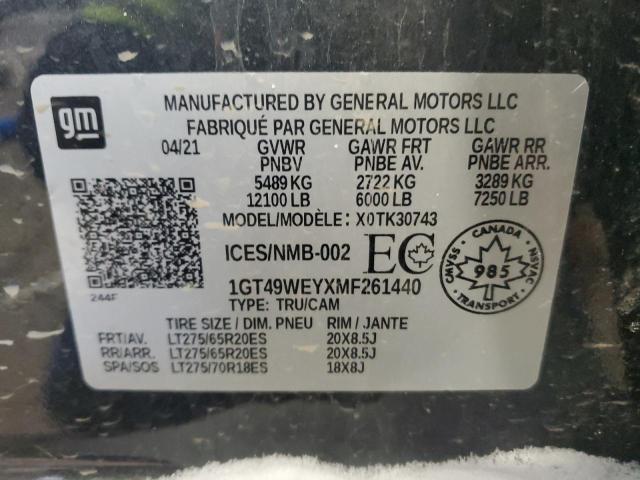 gm
MANUFACTURED BY GENERAL MOTORS LLC
FABRIQUÉ PAR GENERAL MOTORS LLC
04/21 GVWR GAWR FRT GAWR RR
PNBV PNBE AV. PNBE ARR.
5489 KG 2722 KG 3289 KG
12100 LB 6000 LB 7250 LB
MODEL/MODÈLE: X0TK30743
ICES/NMB-002 EC
CANADA
985
TRANSPORT
SVAMC
NSVAC
244F
1GT49WEYXMF261440
TYPE: TRU/CAM
TIRE SIZE / DIM. PNEU RIM / JANTE
FRT/AV. LT275/65R20ES 20X8.5J
RR/ARR. LT275/65R20ES 20X8.5J
SPA/SOS LT275/70R18ES 18X8J